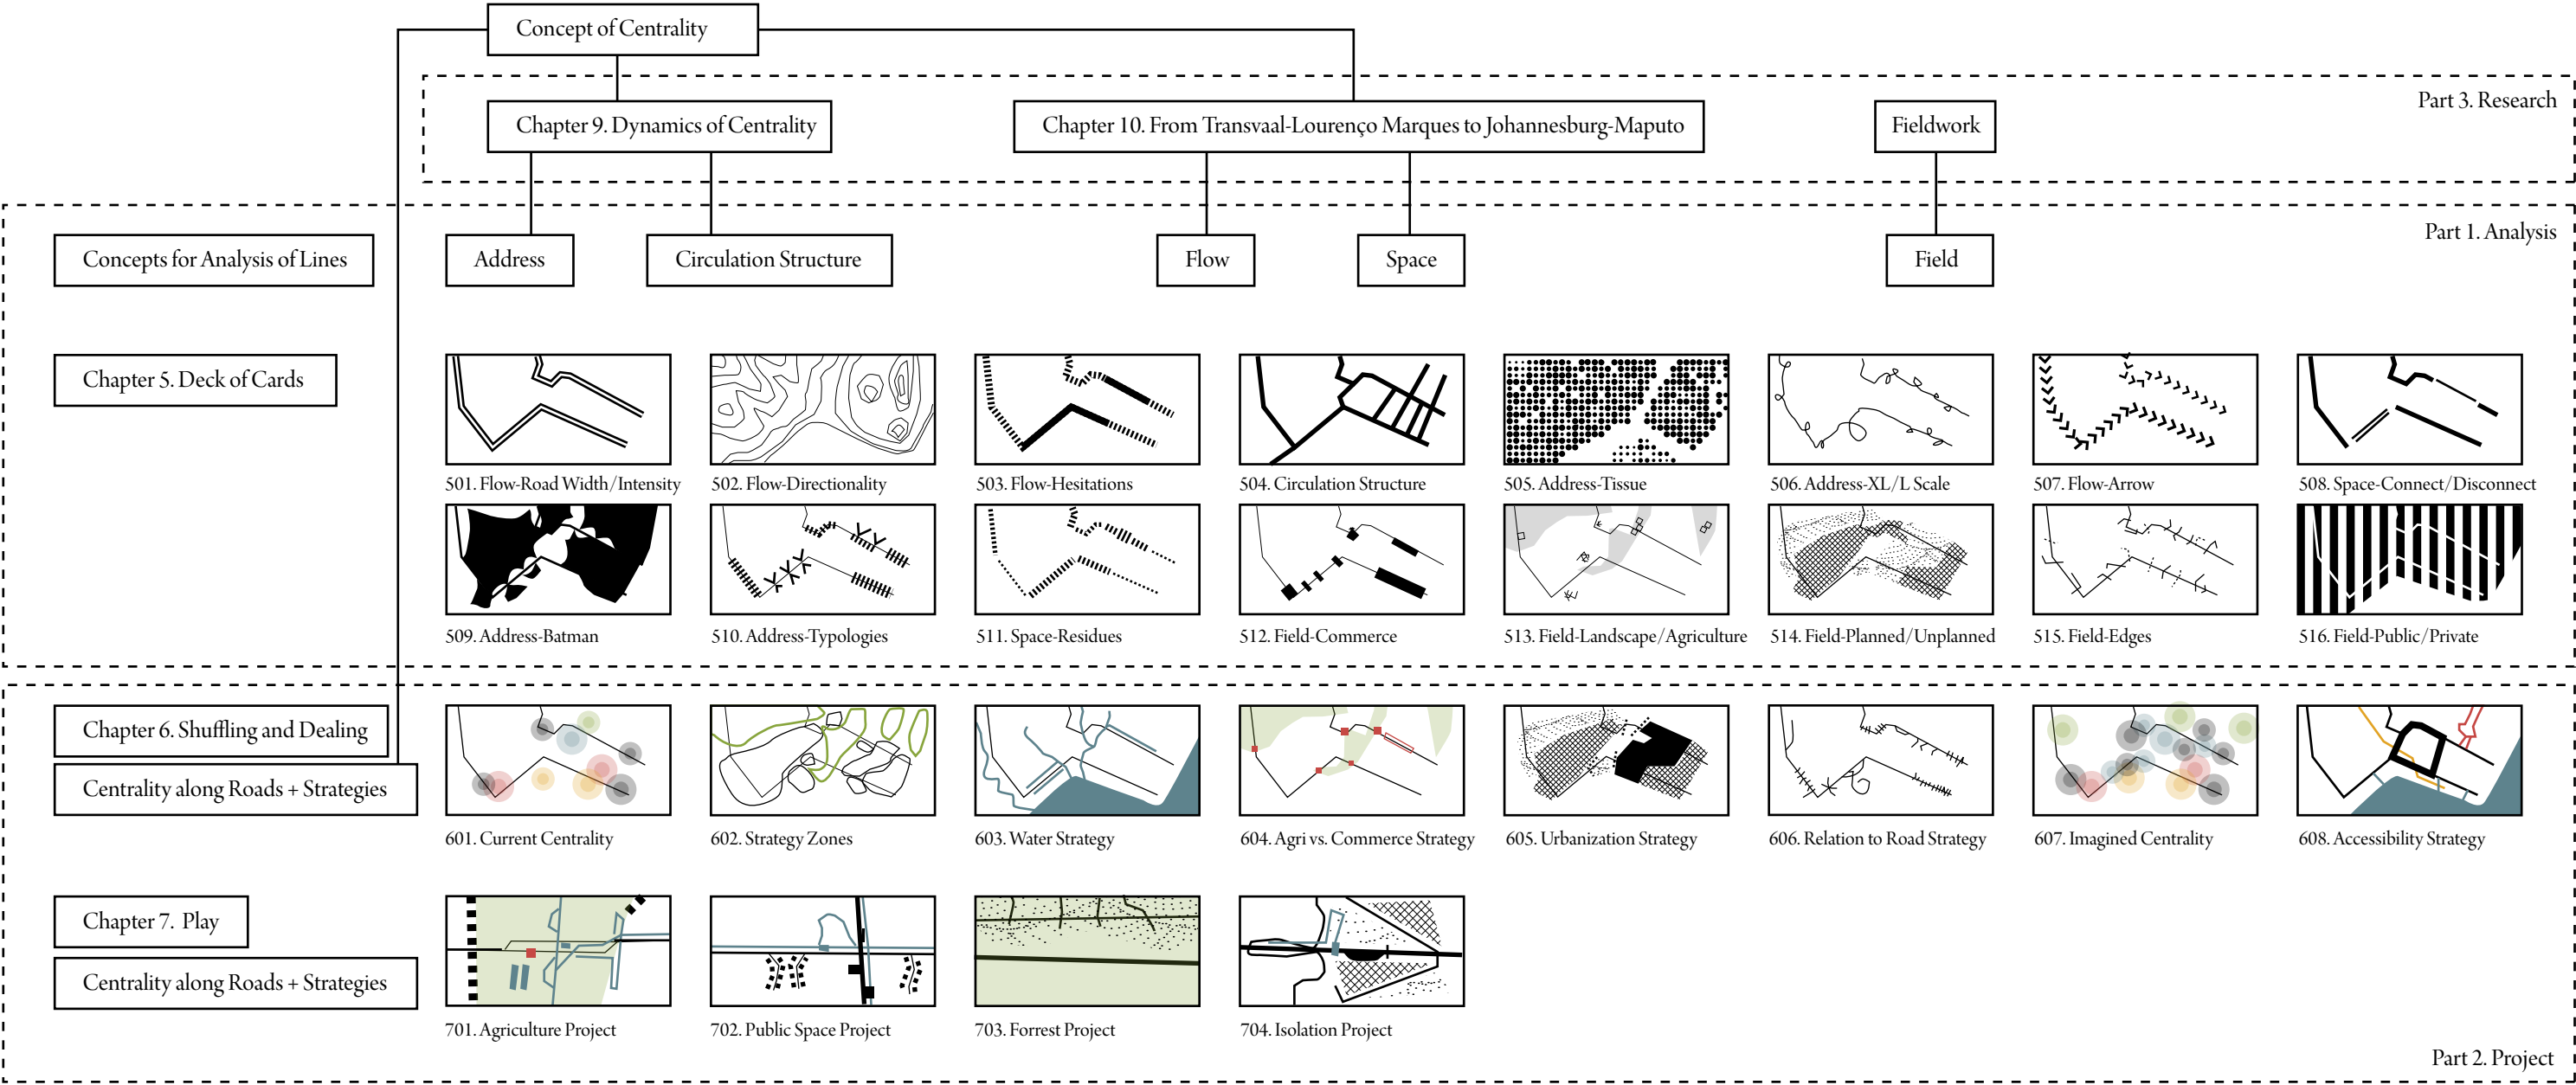 Concept of Centrality
Part 3. Research
Chapter 9. Dynamics of Centrality
Chapter 10. From Transvaal-Lourenço Marques to Johannesburg-Maputo
Fieldwork
Part 1. Analysis
Concepts for Analysis of Lines
Address
Circulation Structure
Flow
Space
Field
Chapter 5. Deck of Cards
501. Flow-Road Width/Intensity
502. Flow-Directionality
503. Flow-Hesitations
504. Circulation Structure
505. Address-Tissue
506. Address-XL/L Scale
507. Flow-Arrow
508. Space-Connect/Disconnect
509. Address-Batman
510. Address-Typologies
511. Space-Residues
512. Field-Commerce
513. Field-Landscape/Agriculture
514. Field-Planned/Unplanned
515. Field-Edges
516. Field-Public/Private
Chapter 6. Shuffling and Dealing
Centrality along Roads + Strategies
601. Current Centrality
602. Strategy Zones
603. Water Strategy
604. Agri vs. Commerce Strategy
605. Urbanization Strategy
606. Relation to Road Strategy
607. Imagined Centrality
608. Accessibility Strategy
Chapter 7. Play
Centrality along Roads + Strategies
701. Agriculture Project
702. Public Space Project
703. Forrest Project
704. Isolation Project
Part 2. Project